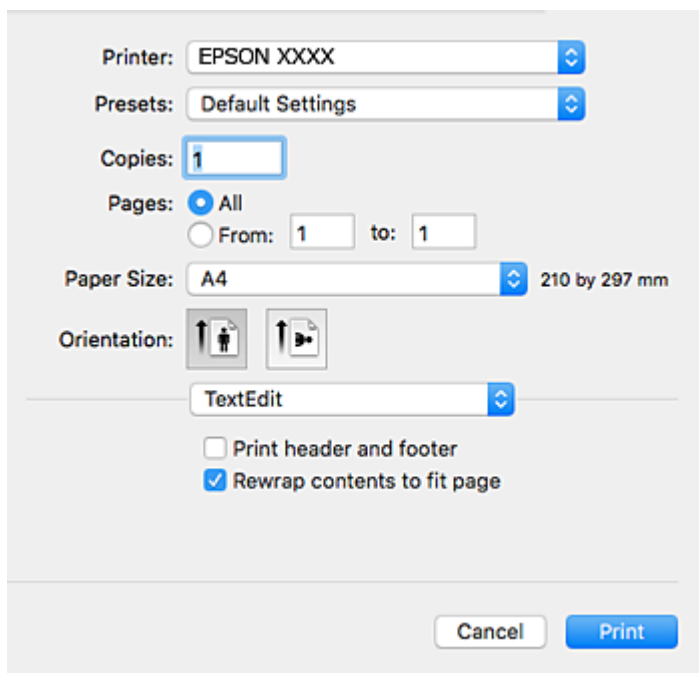 Printer: EPSON XXXX
Presets: Default Settings
Copies: 1
Pages: All
From: 1 to: 1
Paper Size: A4 210 by 297 mm
Orientation:
TextEdit
Print header and footer
Rewrap contents to fit page
Cancel Print